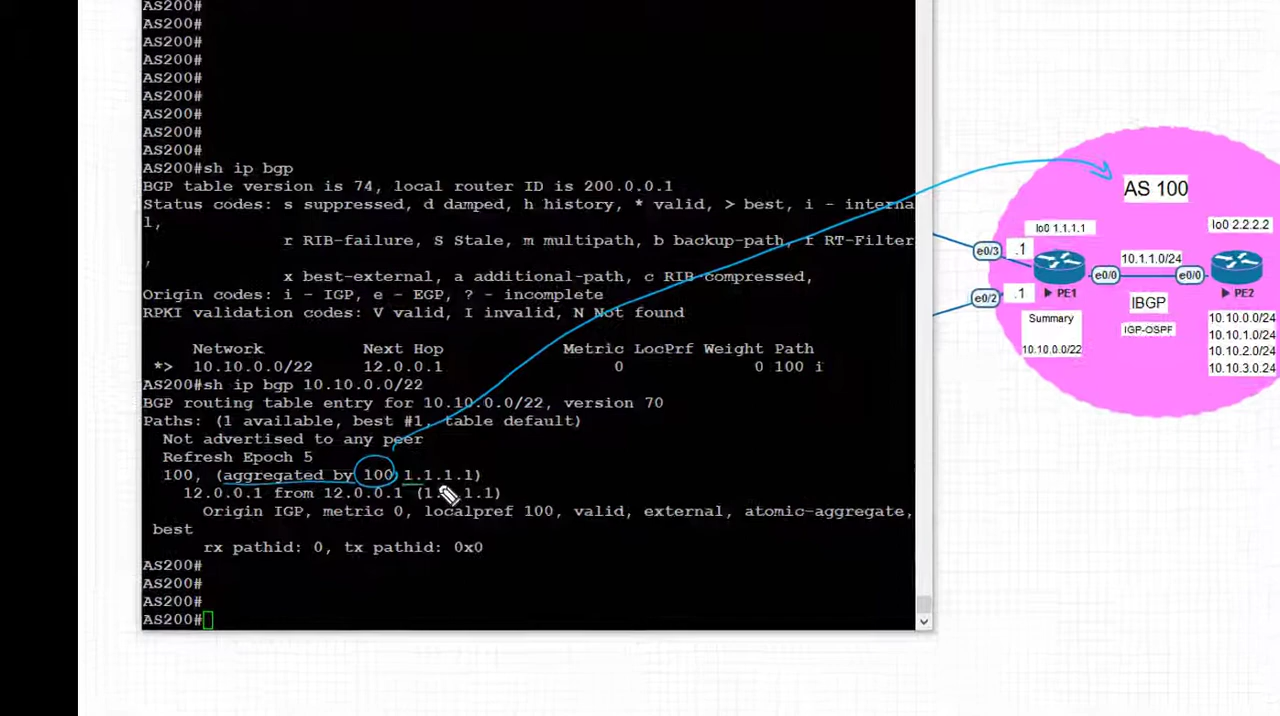 AS200#
AS200#
AS200#
AS200#
AS200#
AS200#
AS200#
AS200#
AS200#
AS200#sh ip bgp
BGP table version is 74, local router ID is 200.0.0.1
Status codes: s suppressed, d damped, h history, * valid, > best, i - interna
l,
r RIB-failure, S Stale, m multipath, b backup-path, f RT-Filter
,
x best-external, a additional-path, c RIB-compressed,
Origin codes: i - IGP, e - EGP, ? - incomplete
RPKI validation codes: V valid, I invalid, N Not found
Network Next Hop Metric LocPrf Weight Path
*> 10.10.0.0/22 12.0.0.1 0 0 100 i
AS200#sh ip bgp 10.10.0.0/22
BGP routing table entry for 10.10.0.0/22, version 70
Paths: (1 available, best #1, table default)
Not advertised to any peer
Refresh Epoch 5
100, (aggregated by 100 1.1.1.1)
12.0.0.1 from 12.0.0.1 (1.1.1.1)
Origin IGP, metric 0, localpref 100, valid, external, atomic-aggregate,
best
rx pathid: 0, tx pathid: 0x0
AS200#
AS200#
AS200#
AS200#
AS 100
lo0 1.1.1.1
lo0 2.2.2.2
e0/3
.1
10.1.1.0/24
e0/0
e0/0
e0/2
.1
PE1
PE2
IBGP
IGP-OSPF
Summary
10.10.0.0/22
10.10.0.0/24
10.10.1.0/24
10.10.2.0/24
10.10.3.0.24